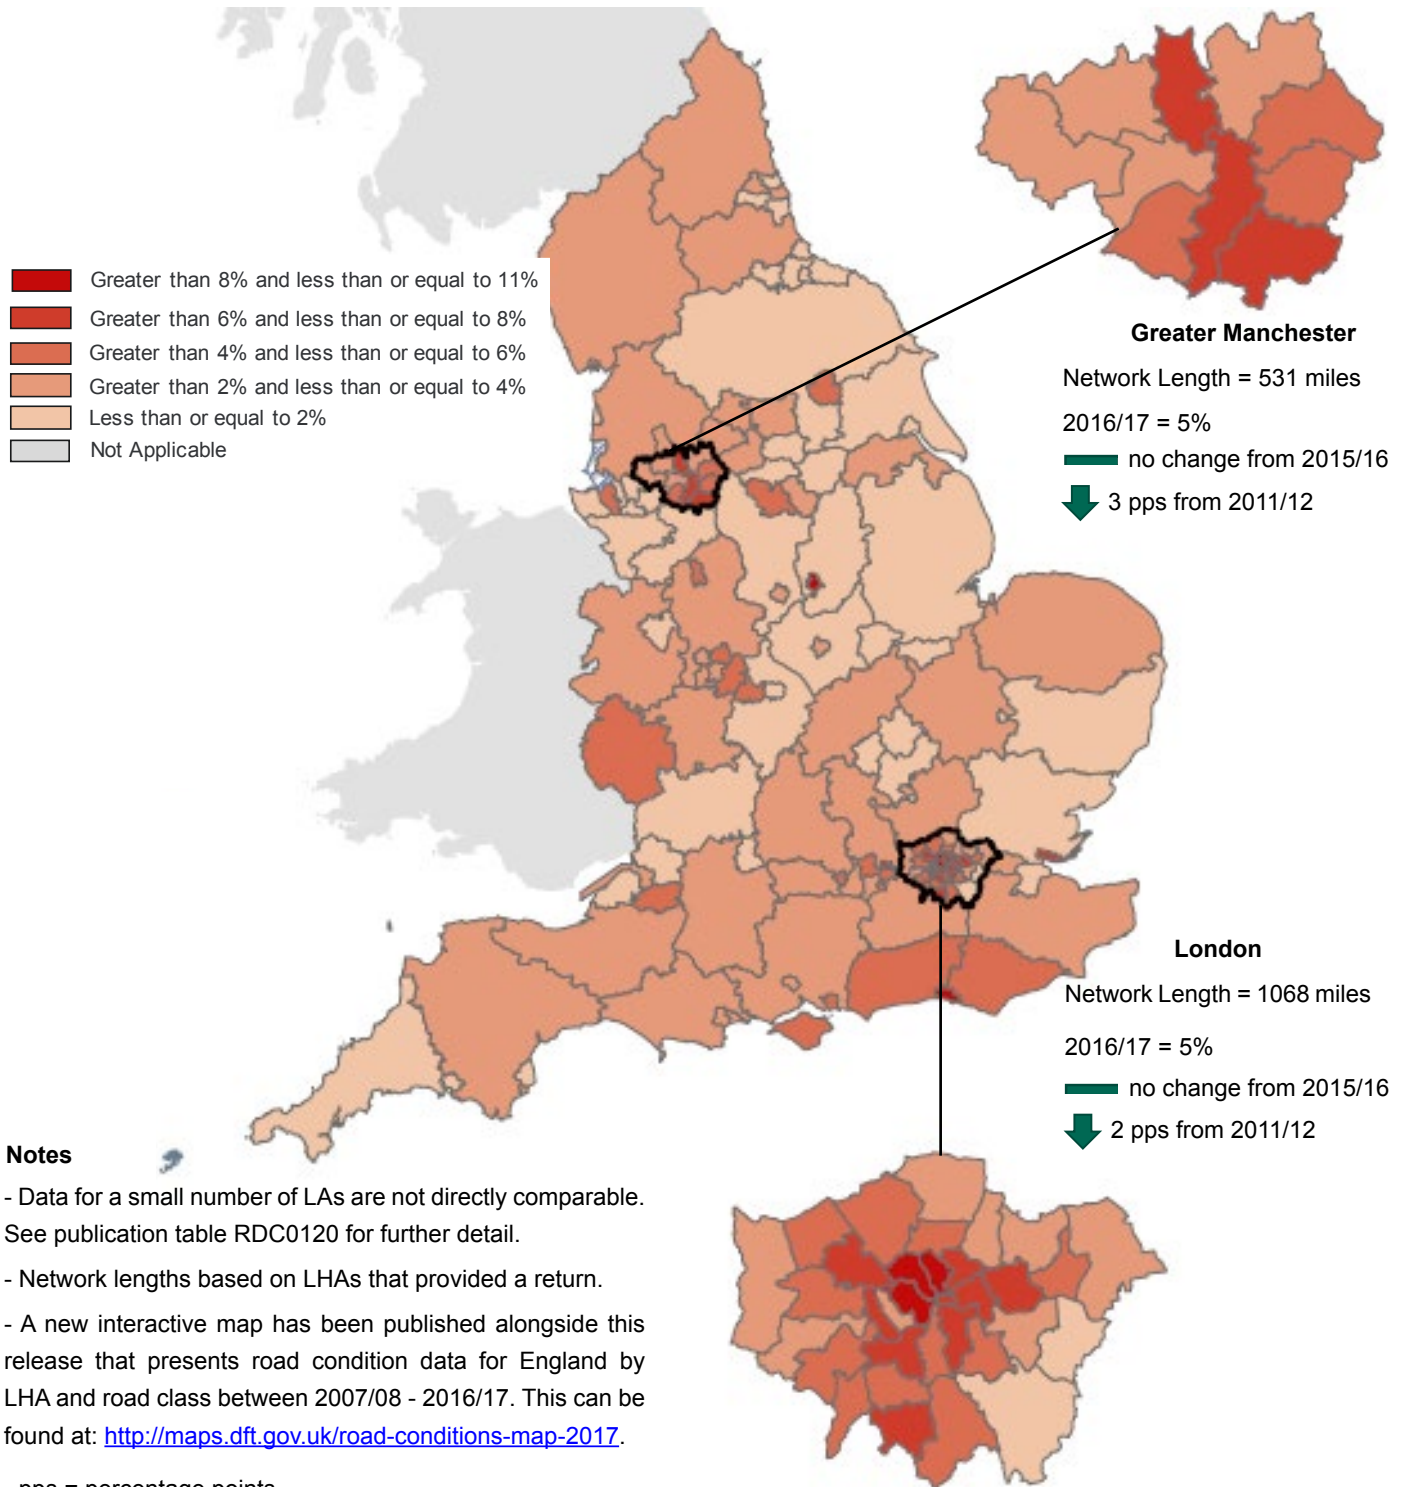 Greater than 8% and less than or equal to 11%
Greater than 6% and less than or equal to 8%
Greater than 4% and less than or equal to 6%
Greater than 2% and less than or equal to 4%
Less than or equal to 2%
Not Applicable
Greater Manchester
Network Length = 531 miles
2016/17 = 5%
no change from 2015/16
3 pps from 2011/12
London
Network Length = 1068 miles
2016/17 = 5%
no change from 2015/16
2 pps from 2011/12
Notes
- Data for a small number of LAs are not directly comparable.
See publication table RDC0120 for further detail.
- Network lengths based on LHAs that provided a return.
- A new interactive map has been published alongside this
release that presents road condition data for England by
LHA and road class between 2007/08 - 2016/17. This can be
found at: http://maps.dft.gov.uk/road-conditions-map-2017.
- pps = percentage points